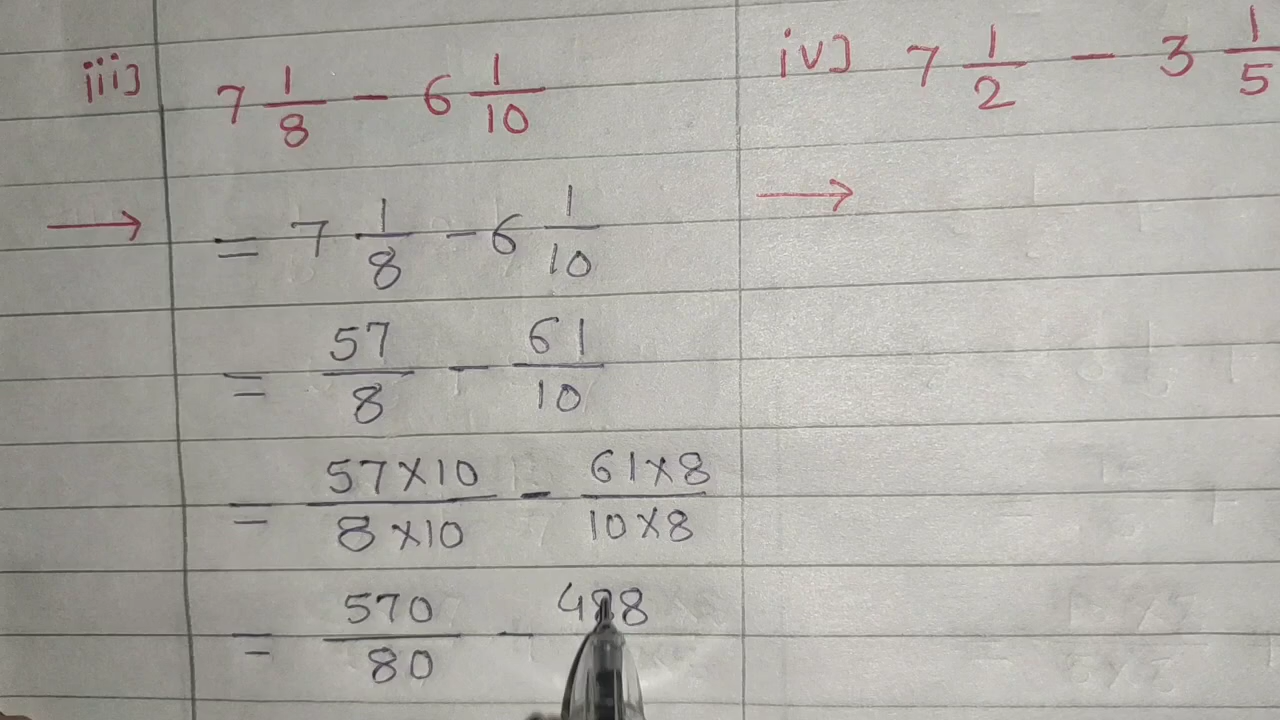 iii] 7 1/8 - 6 1/10
→ = 7 1/8 - 6 1/10
= 57/8 - 61/10
= 57×10/8×10 - 61×8/10×8
= 570/80 - 488
iv] 7 1/2 - 3 1/5
→